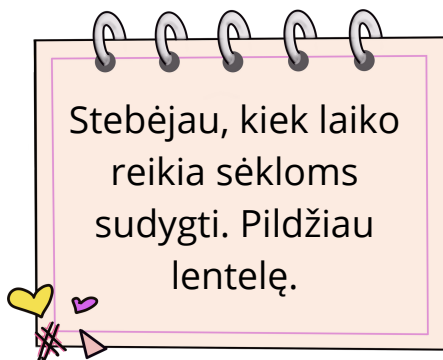 Stebėjau, kiek laiko
reikia sėkloms
sudygti. Pildžiau
lentelę.